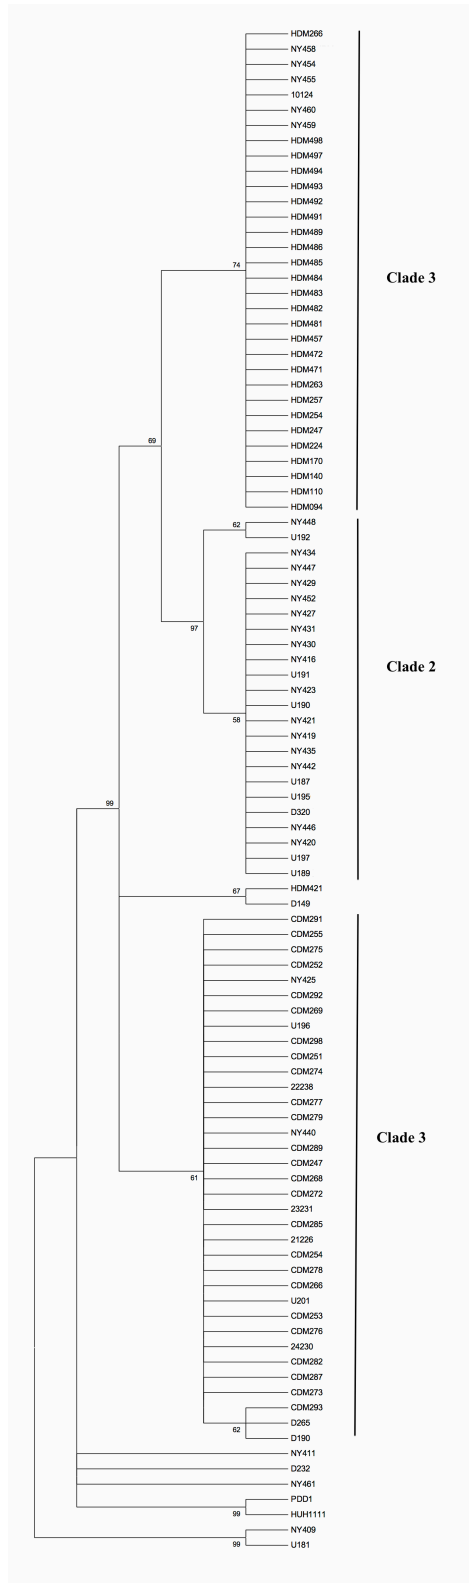 HDM266
NY458
NY454
NY455
10124
NY460
NY459
HDM498
HDM497
HDM494
HDM493
HDM492
HDM491
HDM489
HDM486
74
HDM485
HDM484
Clade 3
HDM483
HDM482
HDM481
HDM457
HDM472
HDM471
HDM263
HDM257
HDM254
HDM247
69
HDM224
HDM170
HDM140
HDM110
HDM094
62
NY448
U192
NY434
NY447
NY429
NY452
NY427
97
NY431
NY430
NY416
Clade 2
U191
NY423
U190
58
NY421
NY419
NY435
NY442
U187
U195
99
D320
NY446
NY420
U197
U189
67
HDM421
D149
CDM291
CDM255
CDM275
CDM252
NY425
CDM292
CDM269
U196
CDM298
CDM251
CDM274
22238
CDM277
CDM279
NY440
Clade 3
CDM289
CDM247
61
CDM268
CDM272
23231
CDM285
21226
CDM254
CDM278
CDM266
U201
CDM253
CDM276
24230
CDM282
CDM287
CDM273
CDM293
D265
62
D190
NY411
D232
NY461
PDD1
99
HUH1111
NY409
99
U181